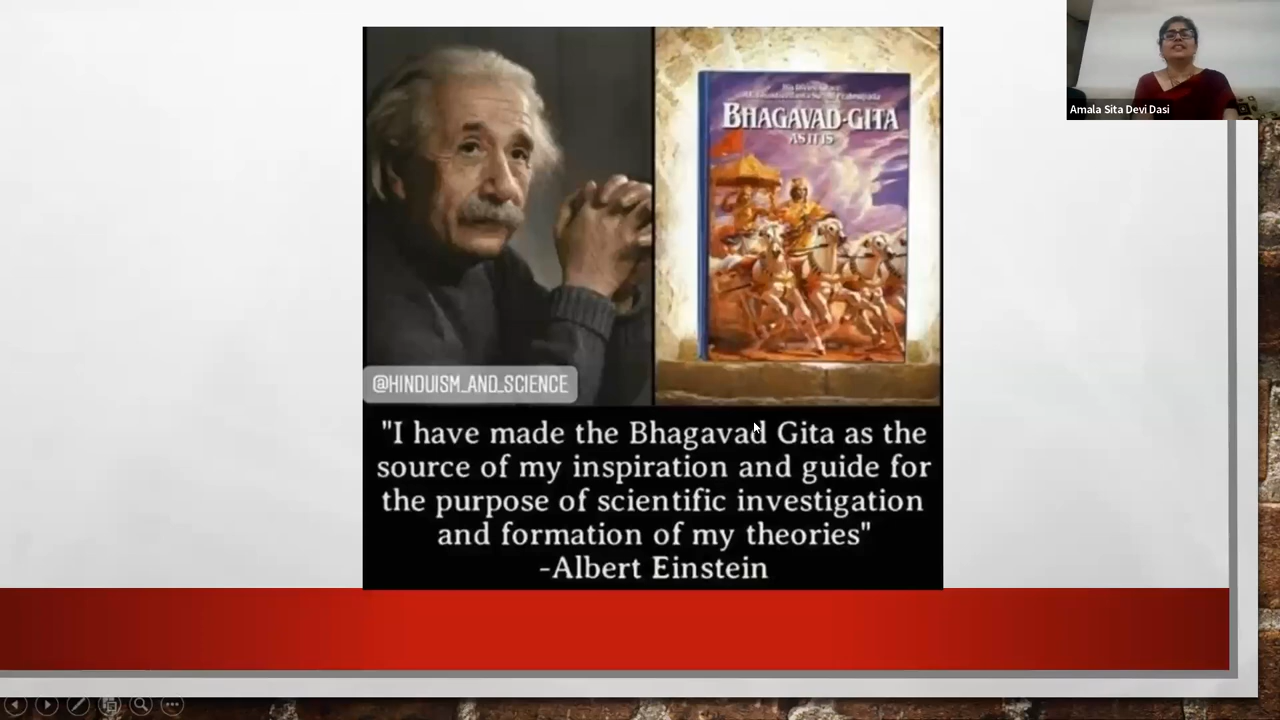 Amala Sita Devi Dasi
BHAGAVAD-GITA
AS IT IS
@HINDUISM_AND_SCIENCE
"I have made the Bhagavad Gita as the
source of my inspiration and guide for
the purpose of scientific investigation
and formation of my theories"
-Albert Einstein